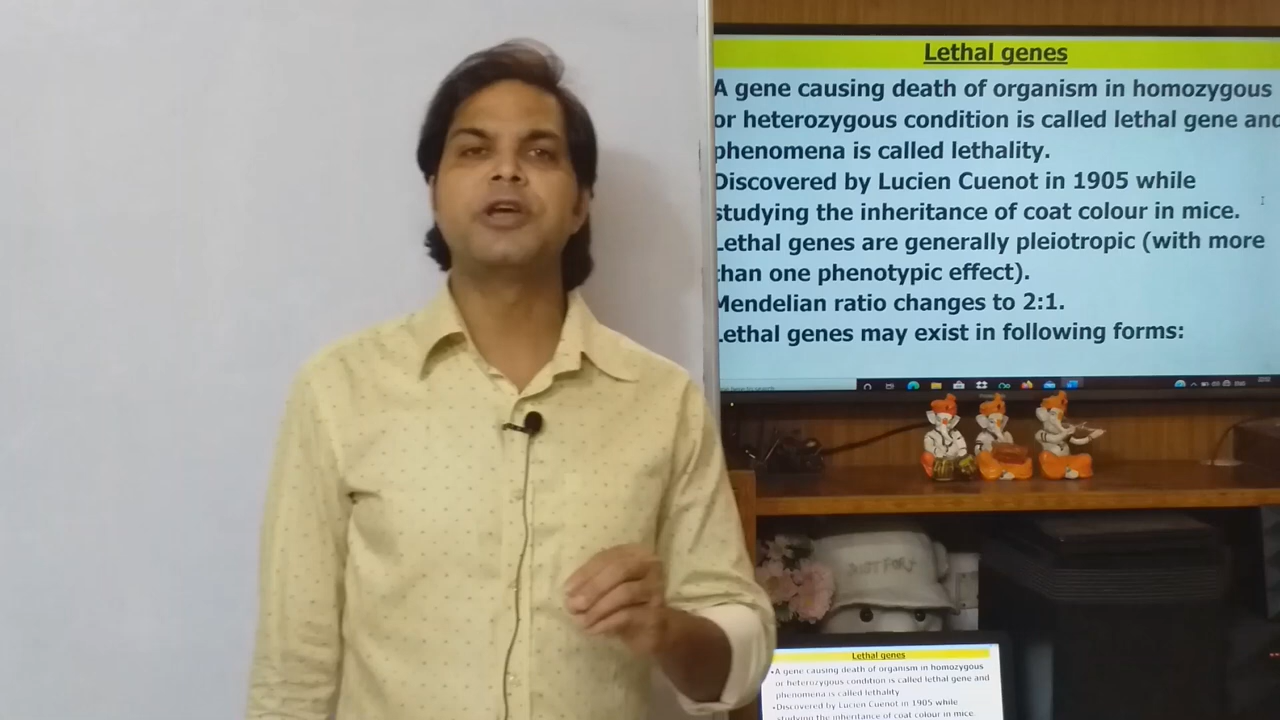 Lethal genes
A gene causing death of organism in homozygous
or heterozygous condition is called lethal gene and
phenomena is called lethality.
Discovered by Lucien Cuenot in 1905 while
studying the inheritance of coat colour in mice.
Lethal genes are generally pleiotropic (with more
than one phenotypic effect).
Mendelian ratio changes to 2:1.
Lethal genes may exist in following forms:
JUST FOR
Lethal genes
•A gene causing death of organism in homozygous
or heterozygous condition is called lethal gene and
phenomena is called lethality
•Discovered by Lucien Cuenot in 1905 while
studying the inheritance of coat colour in mice.